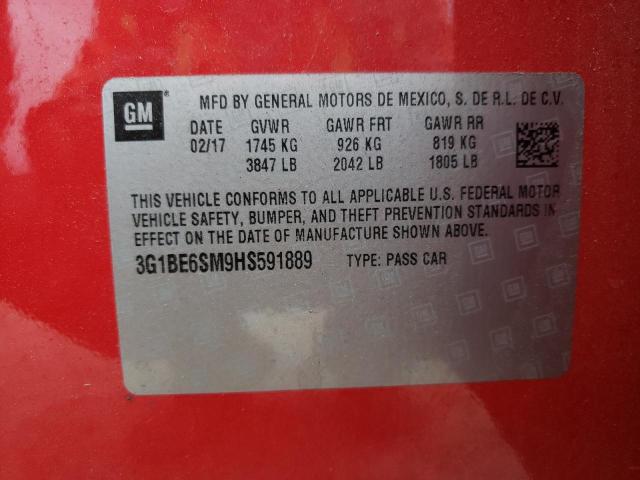 GM
MFD BY GENERAL MOTORS DE MEXICO, S. DE R.L. DE C.V.
DATE GVWR GAWR FRT GAWR RR
02/17 1745 KG 926 KG 819 KG
3847 LB 2042 LB 1805 LB
THIS VEHICLE CONFORMS TO ALL APPLICABLE U.S. FEDERAL MOTOR
VEHICLE SAFETY, BUMPER, AND THEFT PREVENTION STANDARDS IN
EFFECT ON THE DATE OF MANUFACTURE SHOWN ABOVE.
3G1BE6SM9HS591889 TYPE: PASS CAR